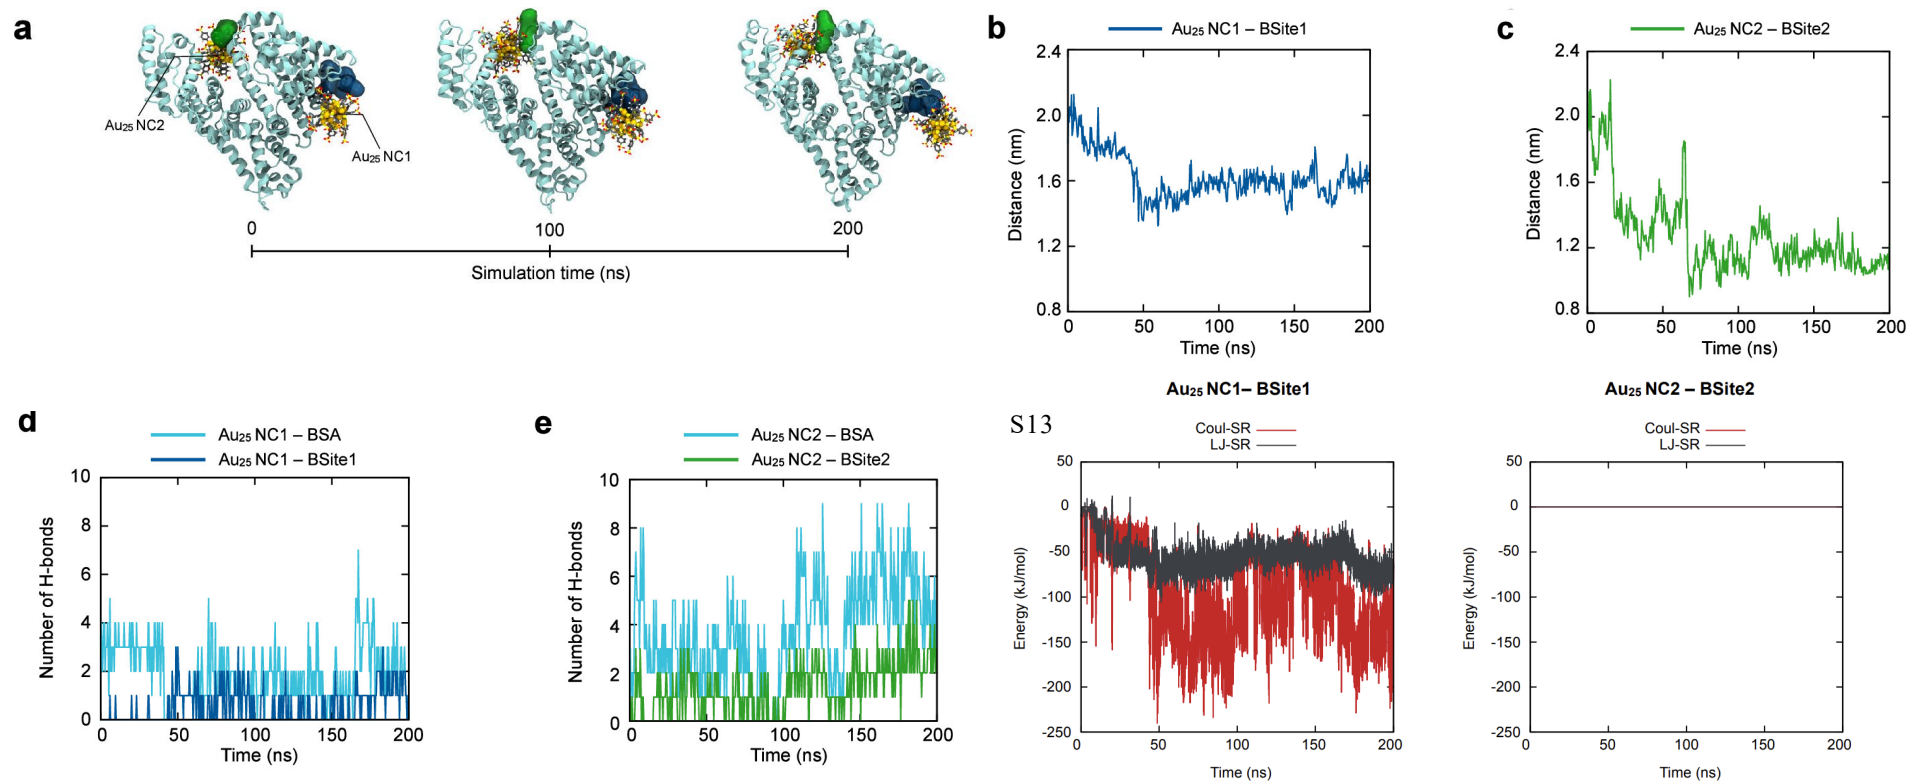 a
Au25 NC2
Au25 NC1
0 100 200
Simulation time (ns)
b
Au25 NC1 – BSite1
2.4
2.0
1.6
1.2
0.8
Distance (nm)
0 50 100 150 200
Time (ns)
c
Au25 NC2 – BSite2
2.4
2.0
1.6
1.2
0.8
Distance (nm)
0 50 100 150 200
Time (ns)
d
Au25 NC1 – BSA
Au25 NC1 – BSite1
10
8
6
4
2
0
Number of H-bonds
0 50 100 150 200
Time (ns)
e
Au25 NC2 – BSA
Au25 NC2 – BSite2
10
8
6
4
2
0
Number of H-bonds
0 50 100 150 200
Time (ns)
S13
Au25 NC1– BSite1
Coul-SR
LJ-SR
50
0
-50
-100
-150
-200
-250
Energy (kJ/mol)
0 50 100 150 200
Time (ns)
Au25 NC2 – BSite2
Coul-SR
LJ-SR
50
0
-50
-100
-150
-200
-250
Energy (kJ/mol)
0 50 100 150 200
Time (ns)